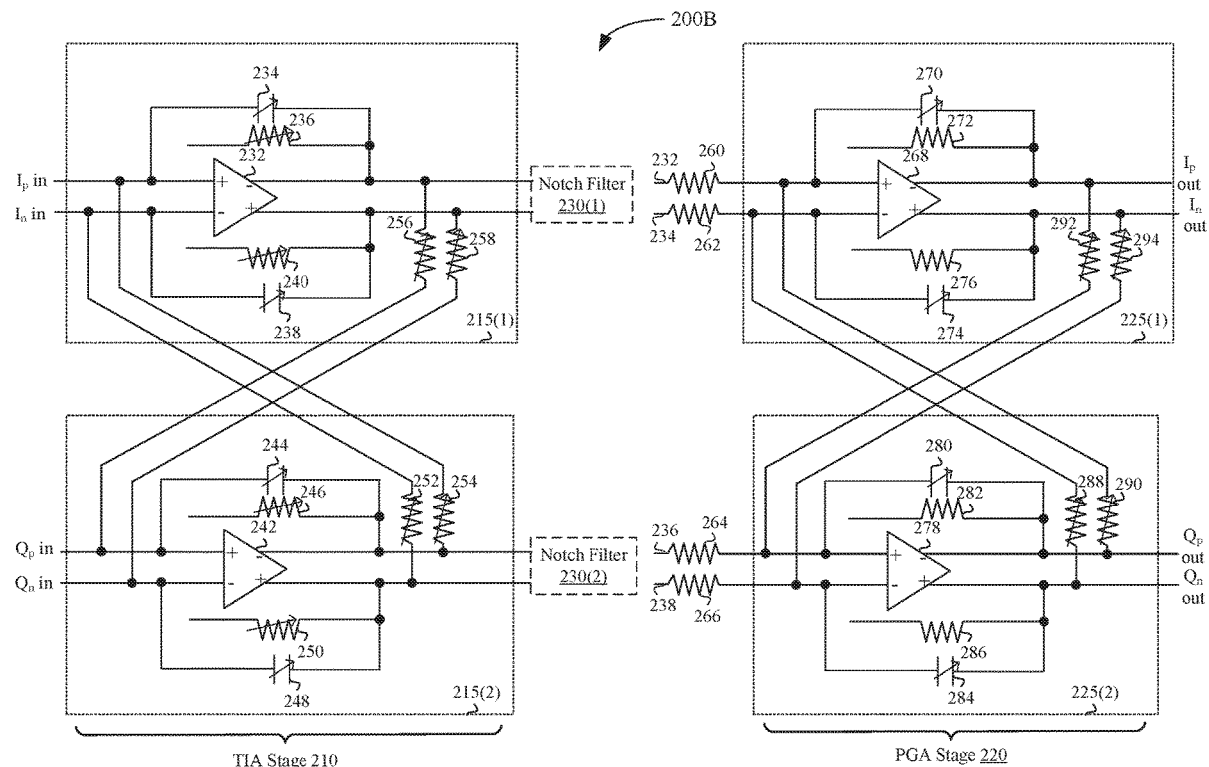 200B
234
236
232
Iₚ in
Iₙ in
240
238
256
258
215(1)
Notch Filter
230(1)
232
260
234
262
270
272
268
Iₚ
out
Iₙ
out
276
274
292
294
225(1)
244
246
242
Qₚ in
Qₙ in
250
248
252
254
215(2)
Notch Filter
230(2)
236
264
238
266
280
282
278
Qₚ
out
Qₙ
out
286
284
288
290
225(2)
TIA Stage 210
PGA Stage 220